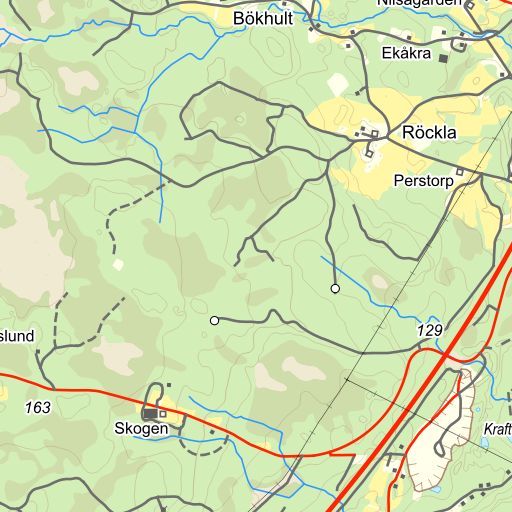 Nilsagården
Bökhult
Ekåkra
Röckla
Perstorp
129
slund
163
Skogen
Kraft